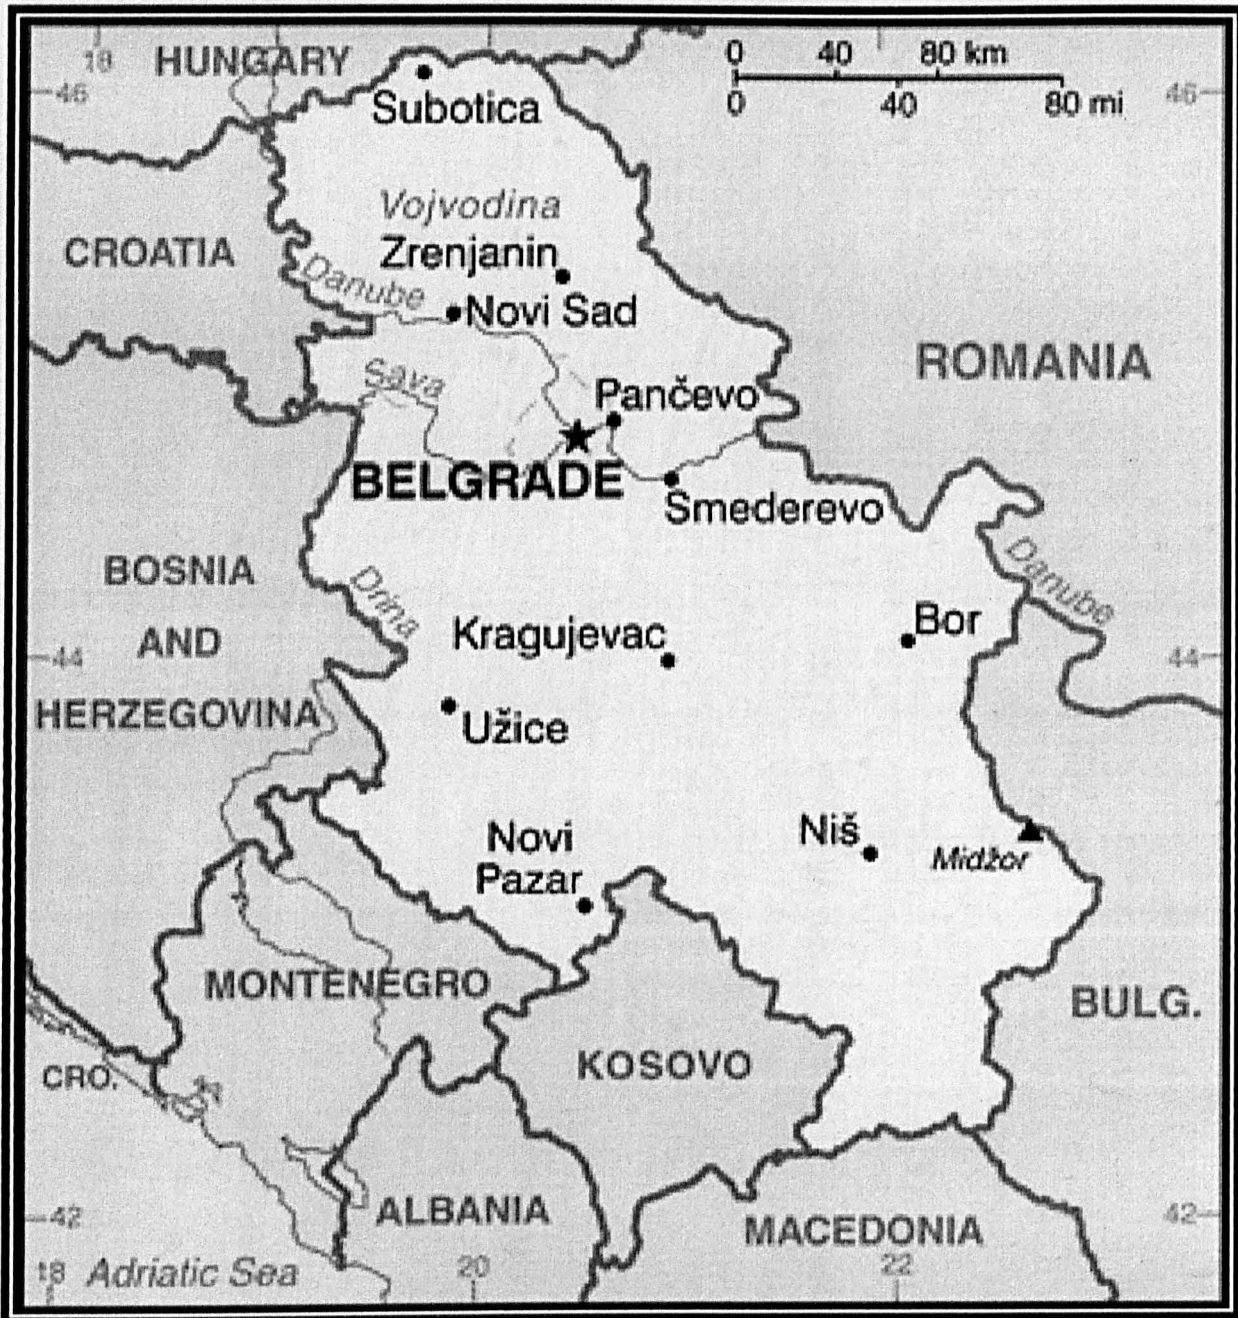 18
HUNGARY
0 40 80 km
46
Subotica
0 40 80 mi
46
Vojvodina
CROATIA
Zrenjanin
Danube
Novi Sad
ROMANIA
Sava
Pančevo
BELGRADE
Smederevo
BOSNIA
AND
HERZEGOVINA
Drina
Danube
Bor
Kragujevac
44
44
Užice
Niš
Midžor
Novi
Pazar
MONTENEGRO
BULG.
KOSOVO
CRO.
ALBANIA
MACEDONIA
42
42
18
Adriatic Sea
20
22